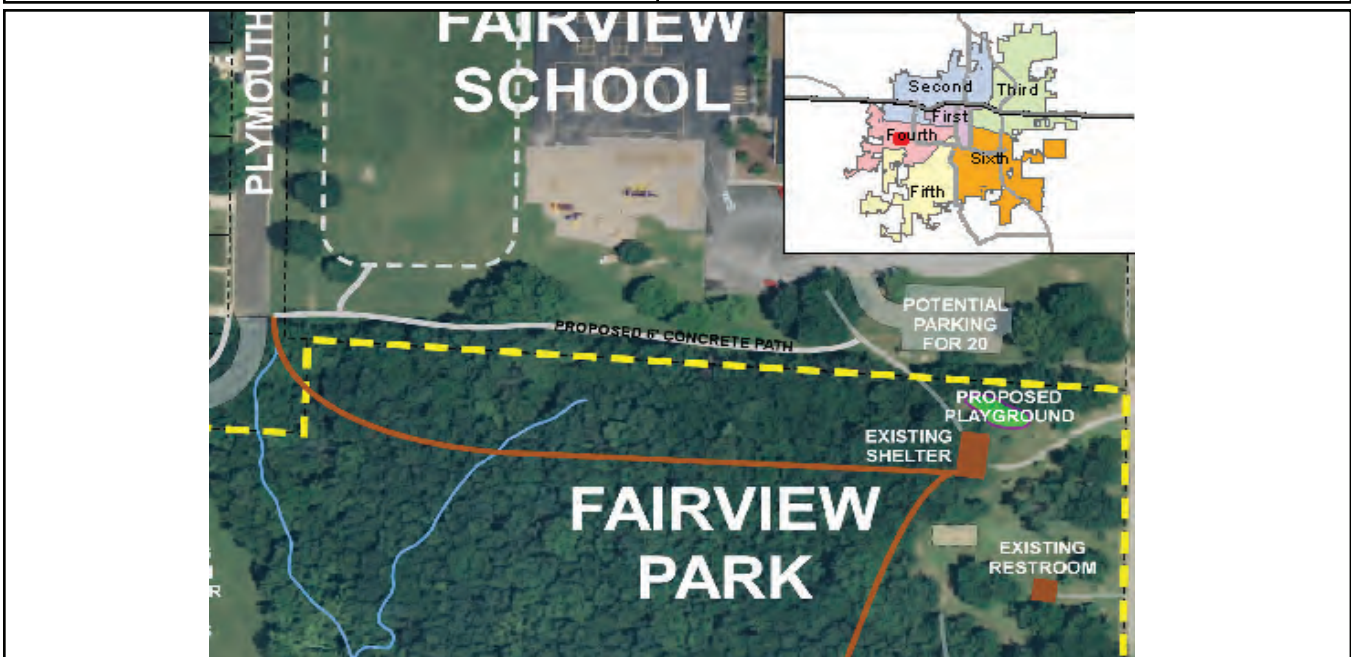 PLYMOUTH
FAIRVIEW
SCHOOL
Second
Third
First
Fourth
Sixth
Fifth
POTENTIAL
PARKING
FOR 20
PROPOSED 6' CONCRETE PATH
PROPOSED
PLAYGROUND
EXISTING
SHELTER
FAIRVIEW
PARK
EXISTING
RESTROOM
R